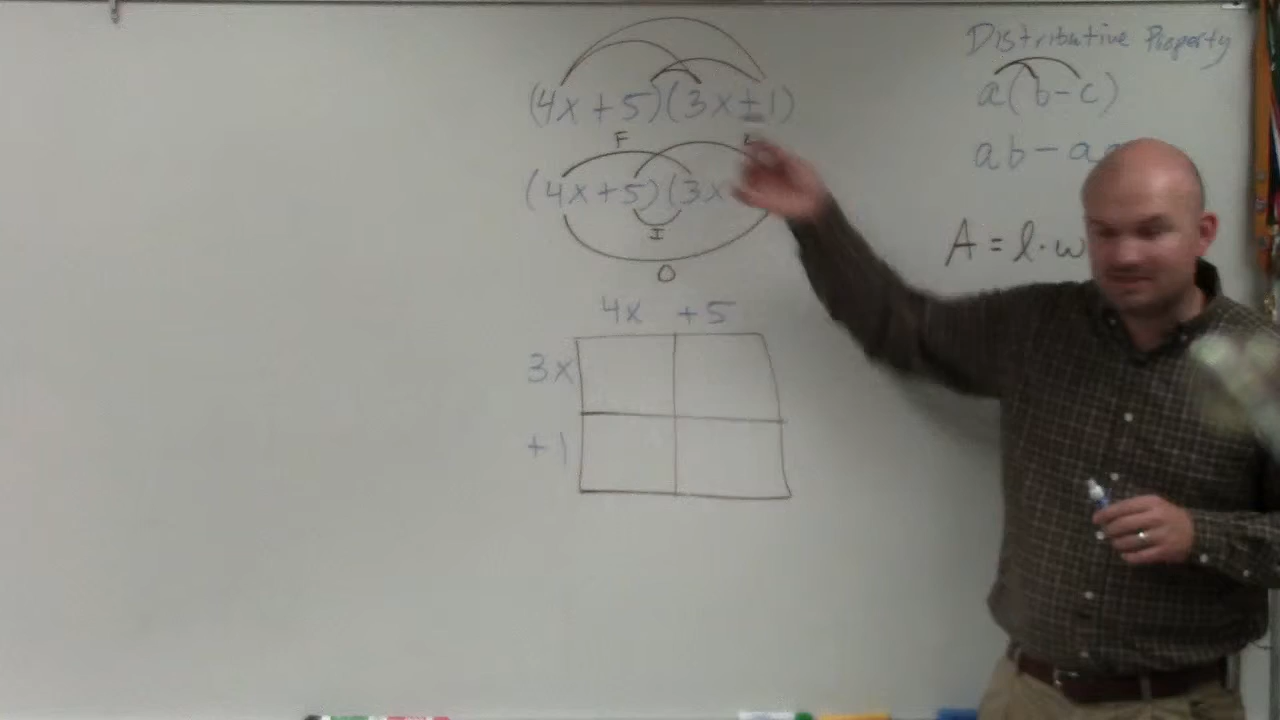 (4x+5)(3x±1)
F L
(4x+5)(3x
I
O
4x +5
3x
+1
Distributive Property
a(b-c)
ab-a
A=l·w